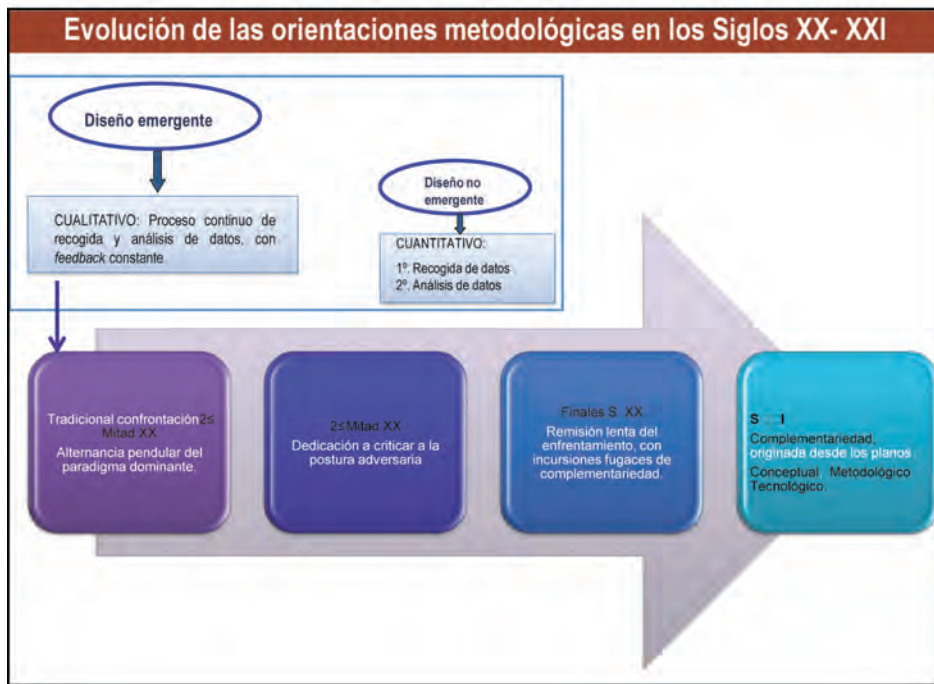 Evolución de las orientaciones metodológicas en los Siglos XX- XXI
Diseño emergente
CUALITATIVO: Proceso continuo de
recogida y análisis de datos, con
feedback constante
Diseño no
emergente
CUANTITATIVO:
1º. Recogida de datos
2º. Análisis de datos
Tradicional confrontación2≤
Mitad XX
Alternancia pendular del
paradigma dominante.
2≤Mitad XX
Dedicación a criticar a la
postura adversaria
Finales S. XX
Remisión lenta del
enfrentamiento, con
incursiones fugaces de
complementariedad.
S
Complementariedad,
originada desde los planos
Conceptual Metodológico
Tecnológico.